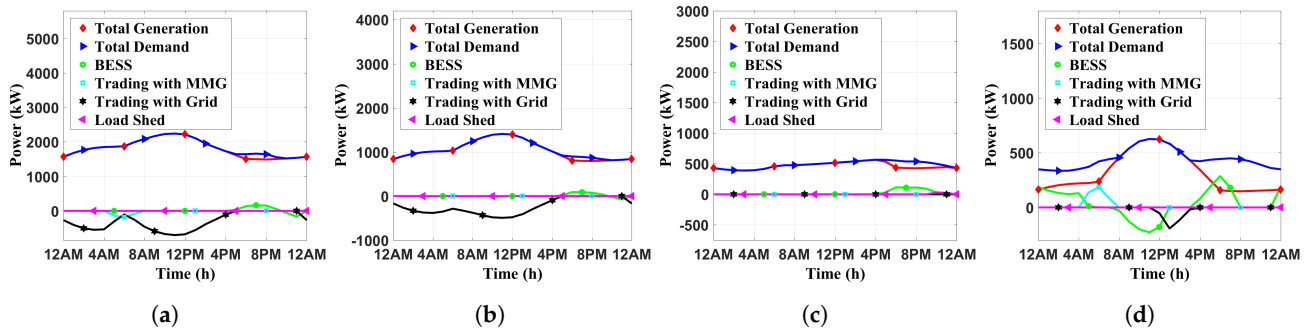 5000
4000
3000
2000
1000
0
Power (kW)
Total Generation
Total Demand
BESS
Trading with MMG
Trading with Grid
Load Shed
12AM 4AM 8AM 12PM 4PM 8PM 12AM
Time (h)
(a)
4000
3000
2000
1000
0
-1000
Power (kW)
Total Generation
Total Demand
BESS
Trading with MMG
Trading with Grid
Load Shed
12AM 4AM 8AM 12PM 4PM 8PM 12AM
Time (h)
(b)
3000
2500
2000
1500
1000
500
0
-500
Power (kW)
Total Generation
Total Demand
BESS
Trading with MMG
Trading with Grid
Load Shed
12AM 4AM 8AM 12PM 4PM 8PM 12AM
Time (h)
(c)
1500
1000
500
0
Power (kW)
Total Generation
Total Demand
BESS
Trading with MMG
Trading with Grid
Load Shed
12AM 4AM 8AM 12PM 4PM 8PM 12AM
Time (h)
(d)